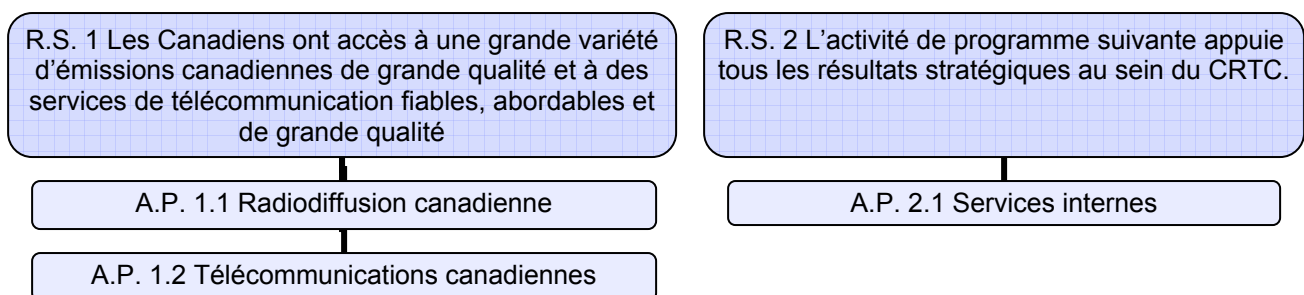 R.S. 1 Les Canadiens ont accès à une grande variété
d’émissions canadiennes de grande qualité et à des
services de télécommunication fiables, abordables et
de grande qualité
A.P. 1.1 Radiodiffusion canadienne
A.P. 1.2 Télécommunications canadiennes
R.S. 2 L’activité de programme suivante appuie
tous les résultats stratégiques au sein du CRTC.
A.P. 2.1 Services internes